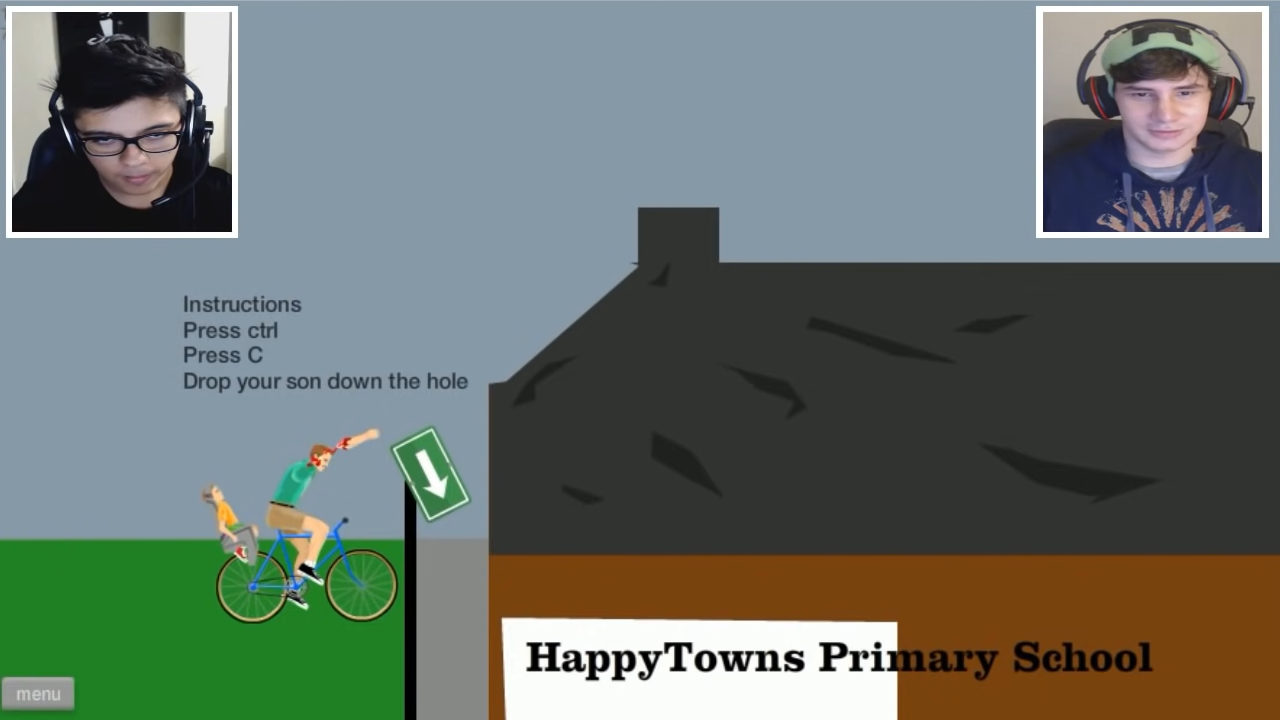 Instructions
Press ctrl
Press C
Drop your son down the hole
HappyTowns Primary School
menu